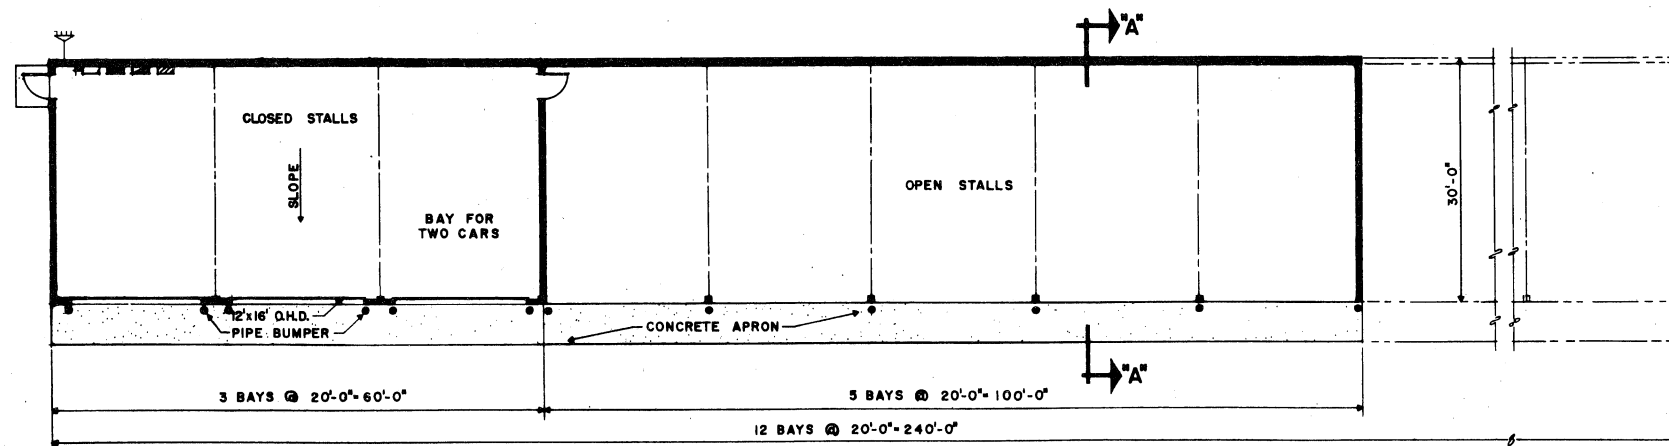 "A"
CLOSED STALLS
SLOPE
BAY FOR
TWO CARS
OPEN STALLS
30'-0"
12'x16' O.H.D.
PIPE BUMPER
CONCRETE APRON
"A"
3 BAYS @ 20'-0"=60'-0"
5 BAYS @ 20'-0"=100'-0"
12 BAYS @ 20'-0"=240'-0"